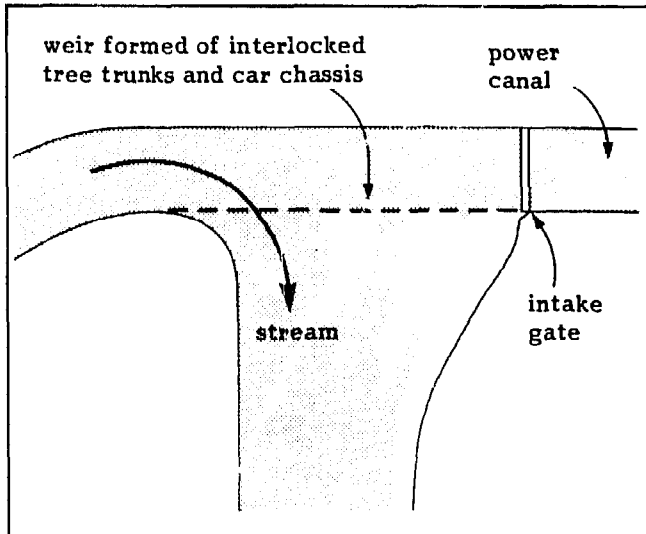 weir formed of interlocked
tree trunks and car chassis
power
canal
intake
gate
stream